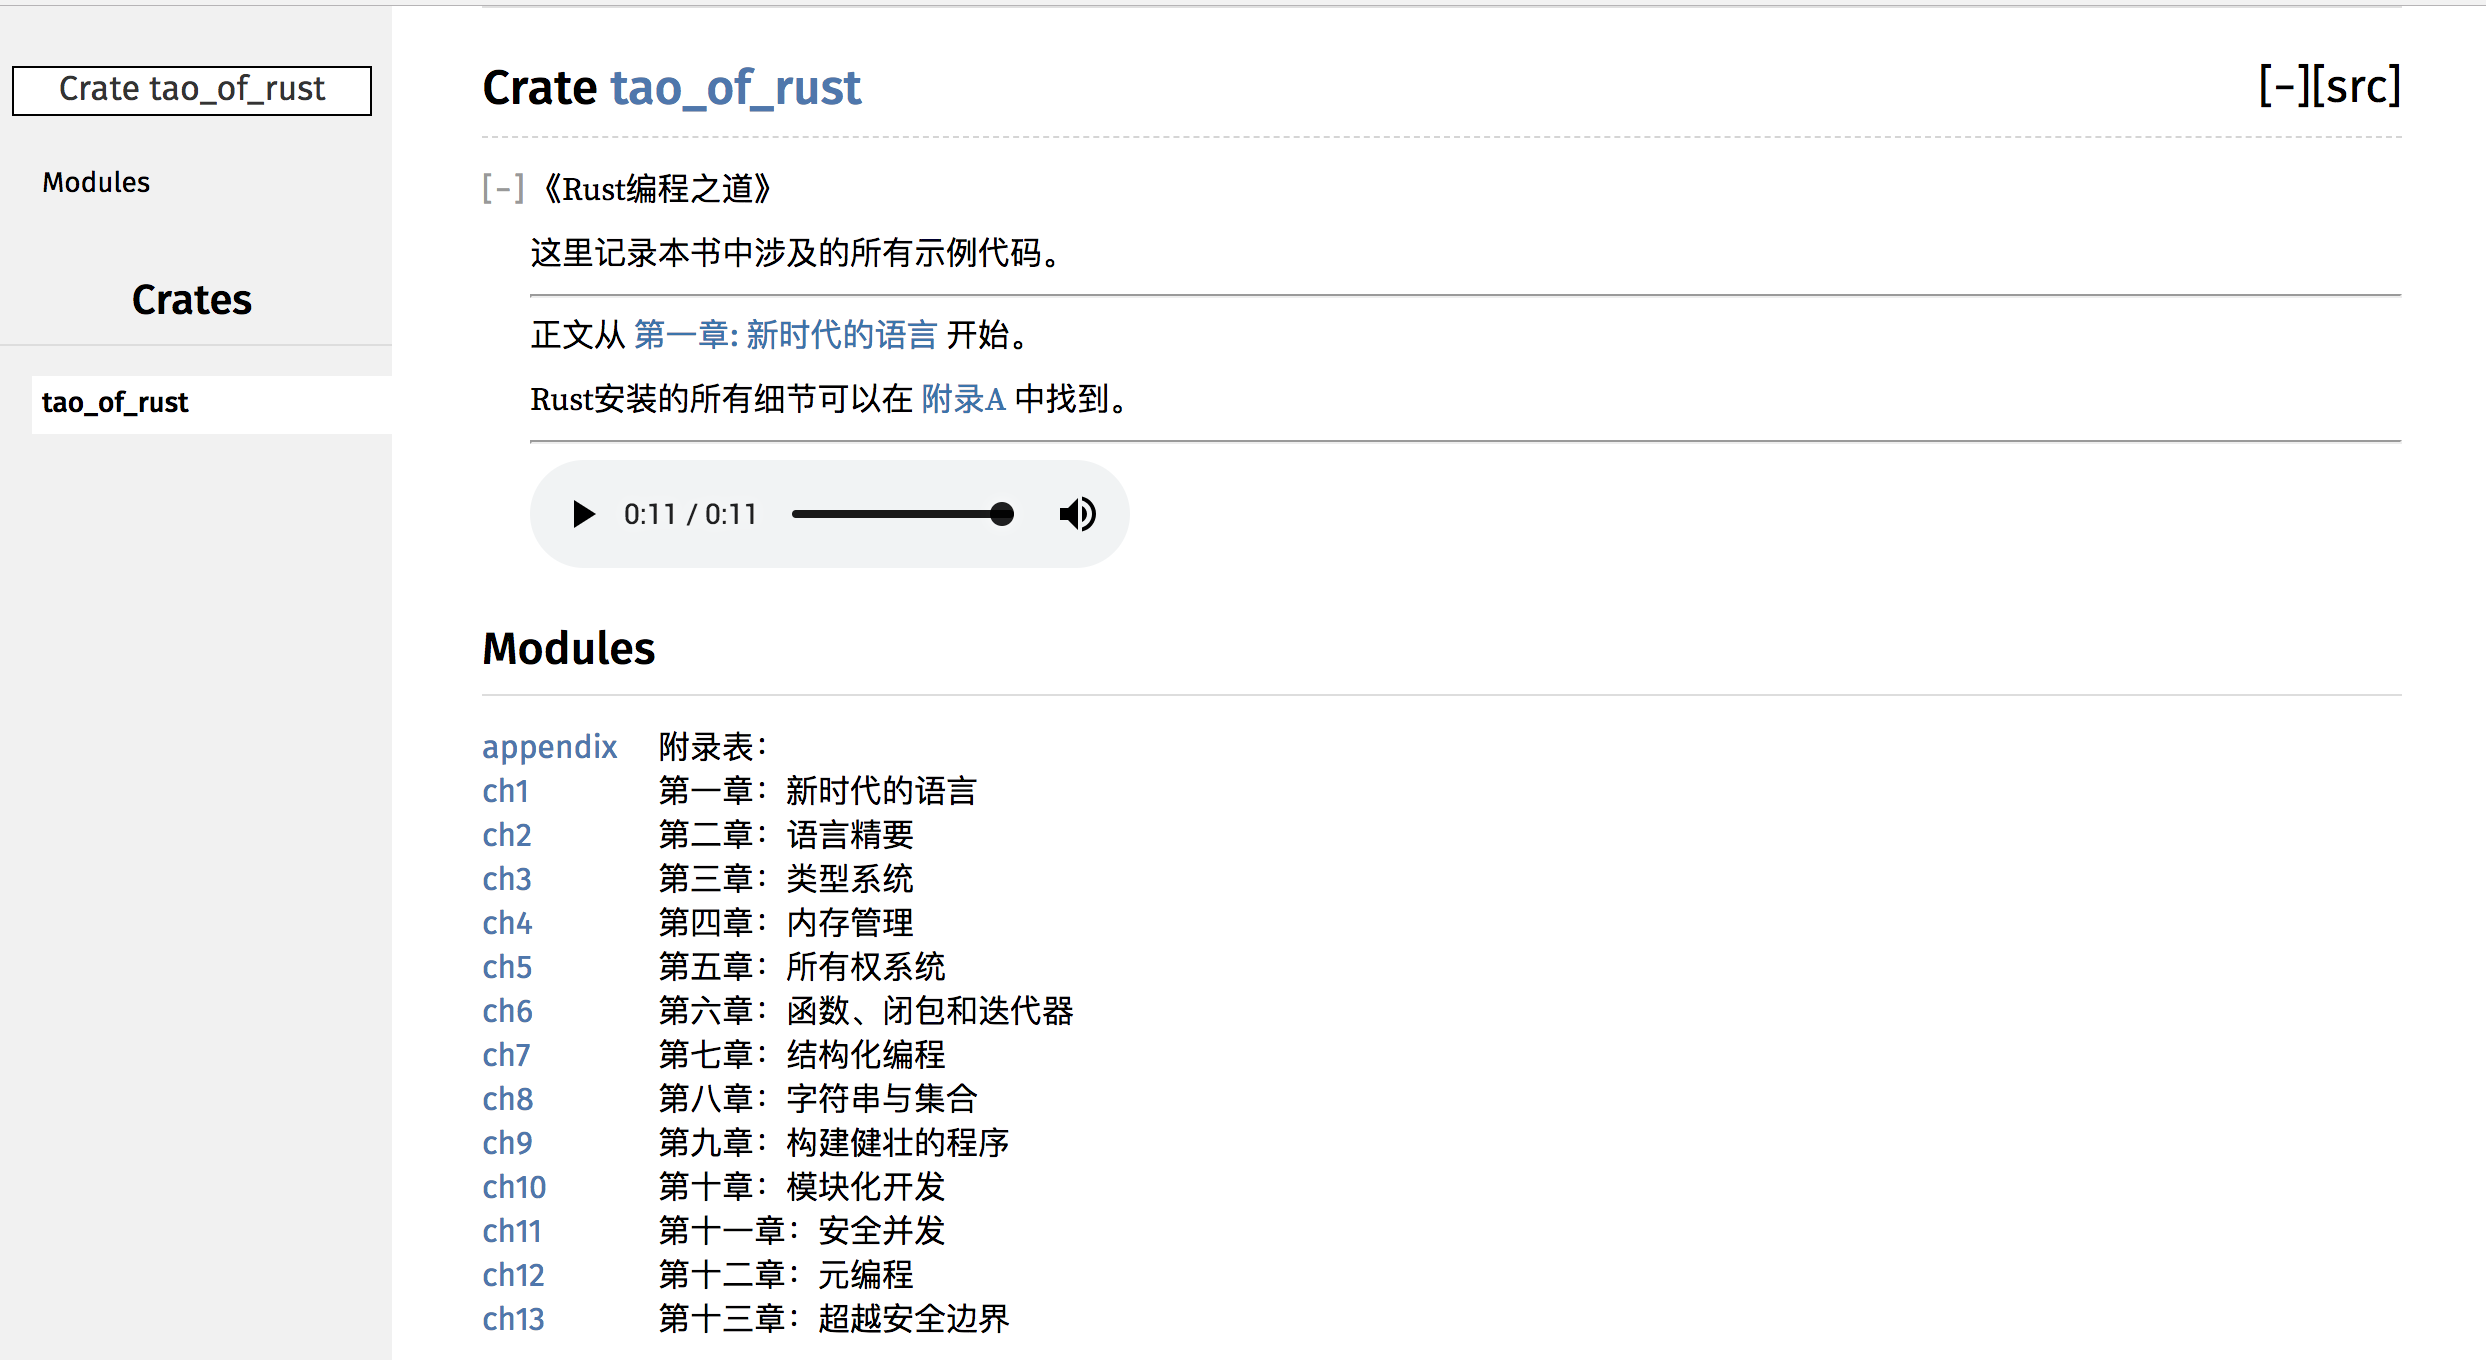 Crate tao_of_rust
Modules
Crates
tao_of_rust
Crate tao_of_rust [-][src]
[-] 《Rust编程之道》
这里记录本书中涉及的所有示例代码。
正文从 第一章: 新时代的语言 开始。
Rust安装的所有细节可以在 附录A 中找到。
0:11 / 0:11
Modules
appendix 附录表：
ch1 第一章：新时代的语言
ch2 第二章：语言精要
ch3 第三章：类型系统
ch4 第四章：内存管理
ch5 第五章：所有权系统
ch6 第六章：函数、闭包和迭代器
ch7 第七章：结构化编程
ch8 第八章：字符串与集合
ch9 第九章：构建健壮的程序
ch10 第十章：模块化开发
ch11 第十一章：安全并发
ch12 第十二章：元编程
ch13 第十三章：超越安全边界